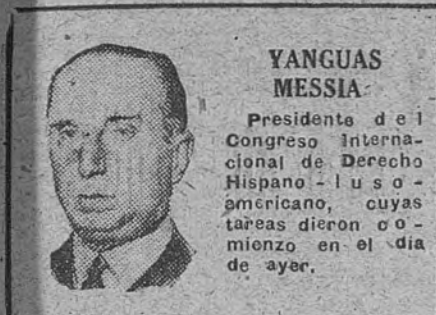 YANGUAS
MESSIA
Presidente del
Congreso Interna-
cional de Derecho
Hispano-luso-
americano, cuyas
tareas dieron co-
mienzo en el día
de ayer.